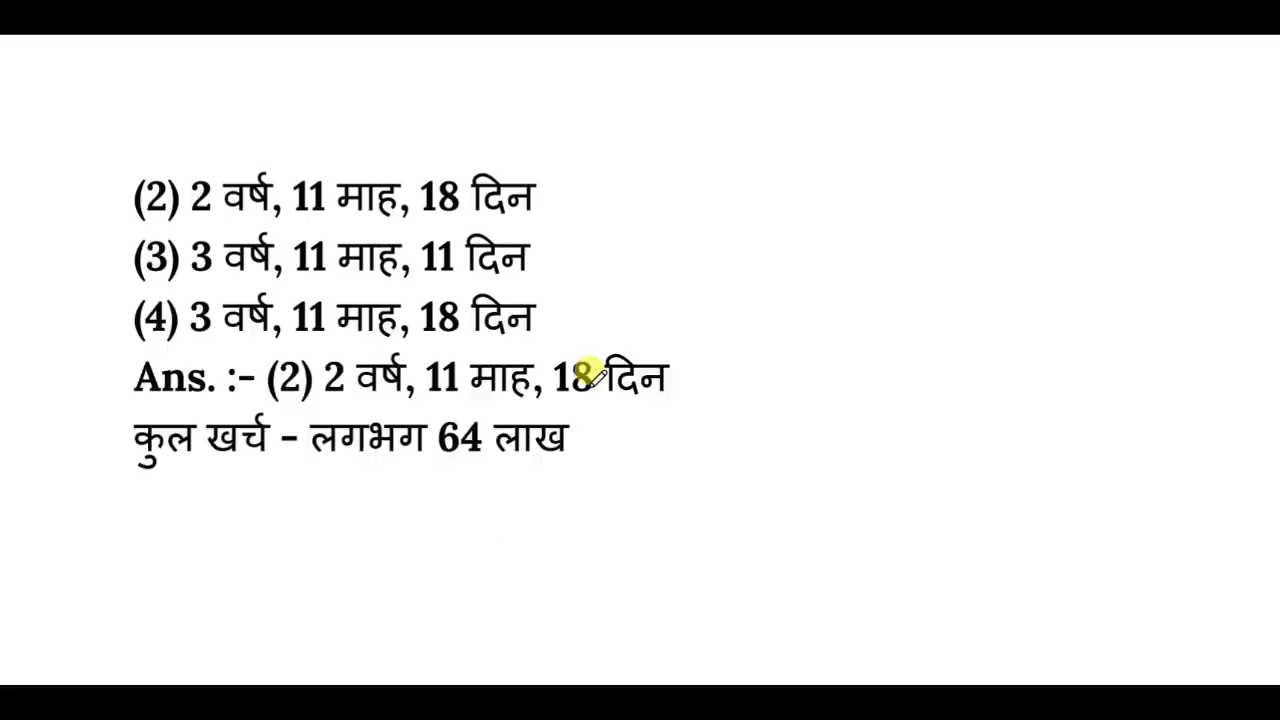 (2) 2 वर्ष, 11 माह, 18 दिन
(3) 3 वर्ष, 11 माह, 11 दिन
(4) 3 वर्ष, 11 माह, 18 दिन
Ans. :- (2) 2 वर्ष, 11 माह, 18 दिन
कुल खर्च - लगभग 64 लाख